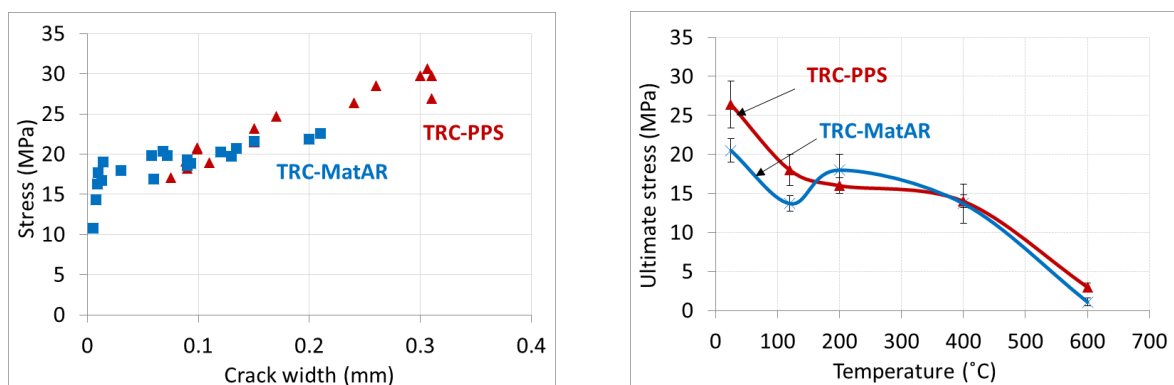 35
30
25
20
15
10
5
0
Stress (MPa)
TRC-PPS
TRC-MatAR
0 0.1 0.2 0.3 0.4
Crack width (mm)
35
30
25
20
15
10
5
0
Ultimate stress (MPa)
TRC-PPS
TRC-MatAR
0 100 200 300 400 500 600 700
Temperature (˚C)